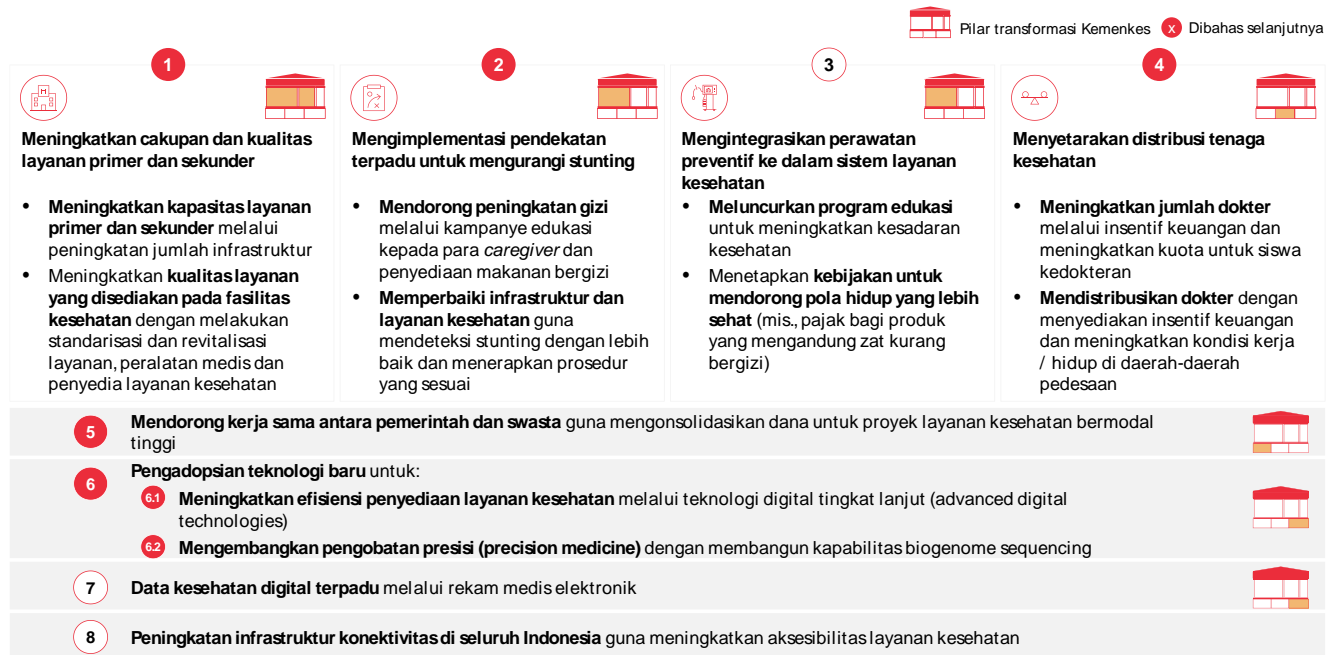 Pilar transformasi Kemenkes
x Dibahas selanjutnya
1
Meningkatkan cakupan dan kualitas
layanan primer dan sekunder
• Meningkatkan kapasitas layanan
primer dan sekunder melalui
peningkatan jumlah infrastruktur
• Meningkatkan kualitas layanan
yang disediakan pada fasilitas
kesehatan dengan melakukan
standarisasi dan revitalisasi
layanan, peralatan medis dan
penyedia layanan kesehatan
2
Mengimplementasi pendekatan
terpadu untuk mengurangi stunting
• Mendorong peningkatan gizi
melalui kampanye edukasi
kepada para caregiver dan
penyediaan makanan bergizi
• Memperbaiki infrastruktur dan
layanan kesehatan guna
mendeteksi stunting dengan lebih
baik dan menerapkan prosedur
yang sesuai
3
Mengintegrasikan perawatan
preventif ke dalam sistem layanan
kesehatan
• Meluncurkan program edukasi
untuk meningkatkan kesadaran
kesehatan
• Menetapkan kebijakan untuk
mendorong pola hidup yang lebih
sehat (mis., pajak bagi produk
yang mengandung zat kurang
bergizi)
4
Menyetarakan distribusi tenaga
kesehatan
• Meningkatkan jumlah dokter
melalui insentif keuangan dan
meningkatkan kuota untuk siswa
kedokteran
• Mendistribusikan dokter dengan
menyediakan insentif keuangan
dan meningkatkan kondisi kerja
/ hidup di daerah-daerah
pedesaan
5 Mendorong kerja sama antara pemerintah dan swasta guna mengonsolidasikan dana untuk proyek layanan kesehatan bermodal
tinggi
6 Pengadopsian teknologi baru untuk:
6.1 Meningkatkan efisiensi penyediaan layanan kesehatan melalui teknologi digital tingkat lanjut (advanced digital
technologies)
6.2 Mengembangkan pengobatan presisi (precision medicine) dengan membangun kapabilitas biogenome sequencing
7 Data kesehatan digital terpadu melalui rekam medis elektronik
8 Peningkatan infrastruktur konektivitas di seluruh Indonesia guna meningkatkan aksesibilitas layanan kesehatan